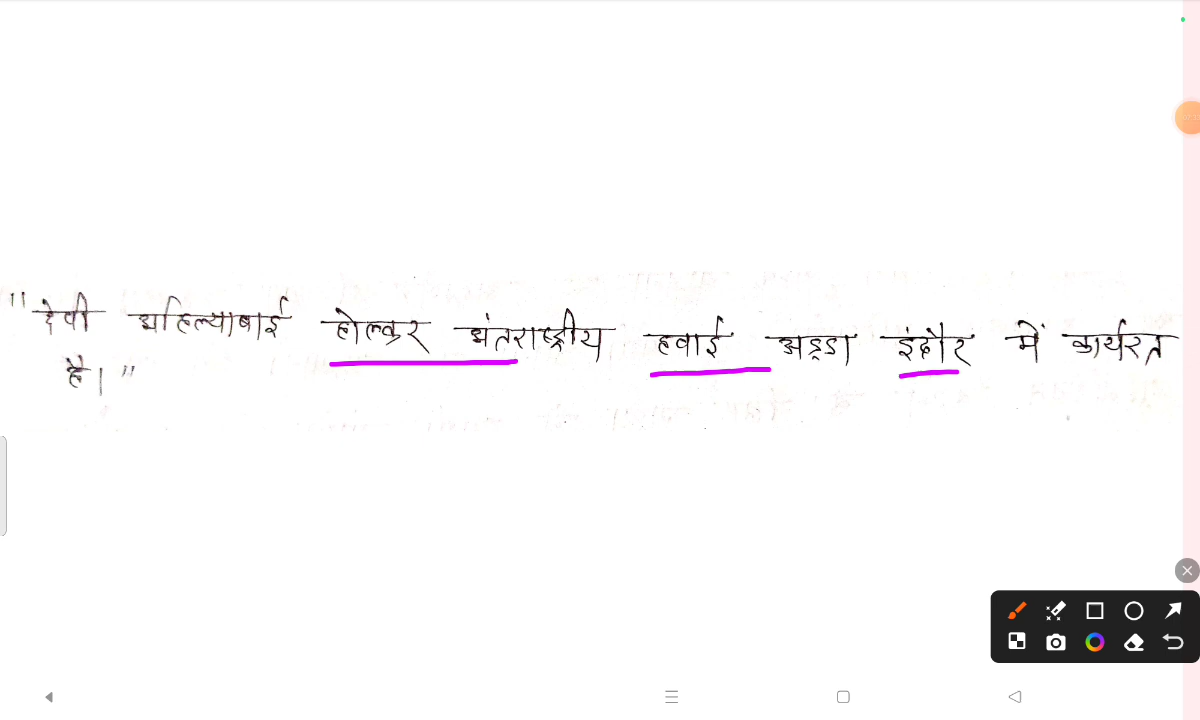 "देवी अहिल्याबाई होल्कर अंतराष्ट्रीय हवाई अड्डा इंदौर में कार्यरत
है।"